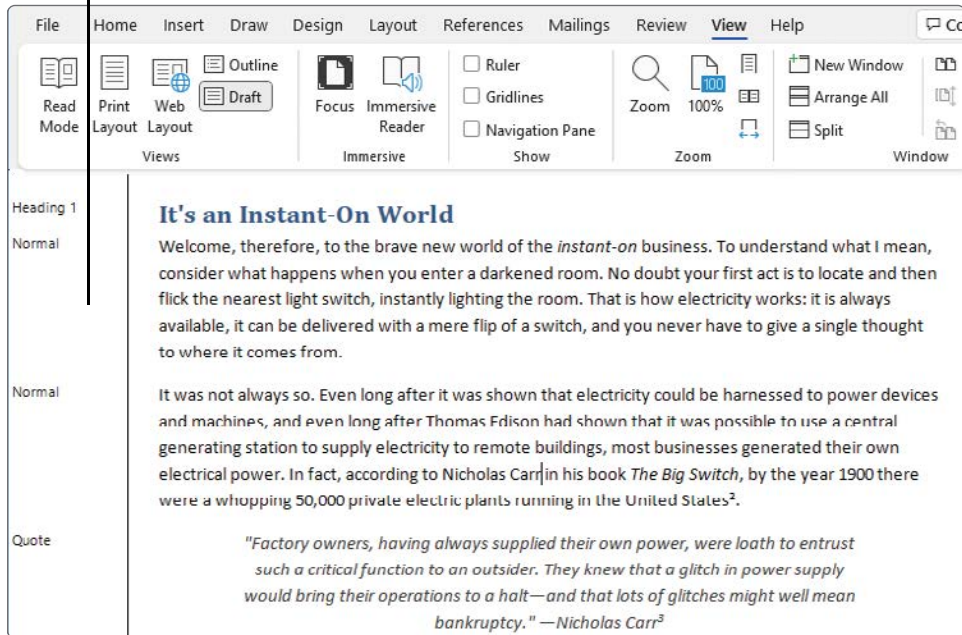 File Home Insert Draw Design Layout References Mailings Review View Help Co
Read Mode
Print Layout
Web Layout
Outline
Draft
Views
Focus
Immersive Reader
Immersive
Ruler
Gridlines
Navigation Pane
Show
Zoom
100
100%
Zoom
New Window
Arrange All
Split
Window
Heading 1
It's an Instant-On World
Normal
Welcome, therefore, to the brave new world of the instant-on business. To understand what I mean,
consider what happens when you enter a darkened room. No doubt your first act is to locate and then
flick the nearest light switch, instantly lighting the room. That is how electricity works: it is always
available, it can be delivered with a mere flip of a switch, and you never have to give a single thought
to where it comes from.
Normal
It was not always so. Even long after it was shown that electricity could be harnessed to power devices
and machines, and even long after Thomas Edison had shown that it was possible to use a central
generating station to supply electricity to remote buildings, most businesses generated their own
electrical power. In fact, according to Nicholas Carr in his book The Big Switch, by the year 1900 there
were a whopping 50,000 private electric plants running in the United States².
Quote
"Factory owners, having always supplied their own power, were loath to entrust
such a critical function to an outsider. They knew that a glitch in power supply
would bring their operations to a halt—and that lots of glitches might well mean
bankruptcy." —Nicholas Carr³